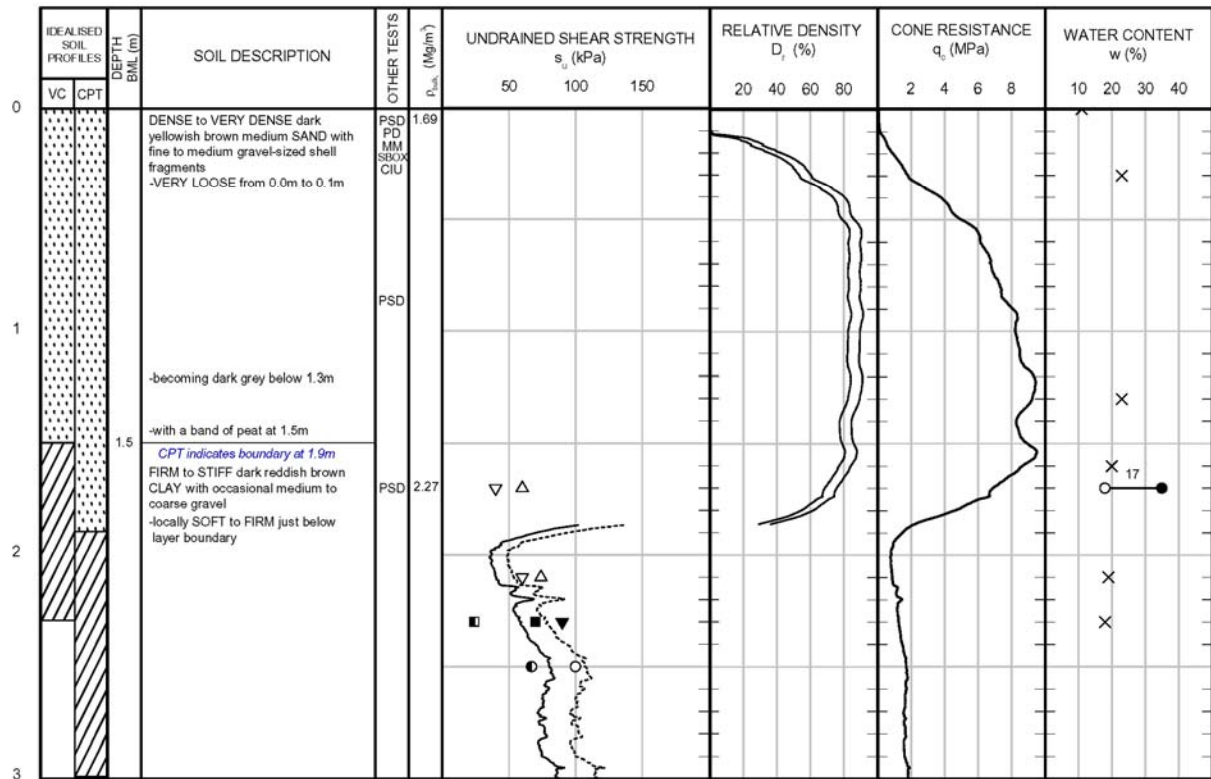 IDEALISED
SOIL
PROFILES
VC CPT
DEPTH
BML (m)
SOIL DESCRIPTION
OTHER TESTS
ρbulk, (Mg/m³)
UNDRAINED SHEAR STRENGTH
su (kPa)
50 100 150
RELATIVE DENSITY
Dr (%)
20 40 60 80
CONE RESISTANCE
qc (MPa)
2 4 6 8
WATER CONTENT
w (%)
10 20 30 40
0
DENSE to VERY DENSE dark
yellowish brown medium SAND with
fine to medium gravel-sized shell
fragments
-VERY LOOSE from 0.0m to 0.1m
PSD 1.69
PD
MM
SBOX
CIU
PSD
1
-becoming dark grey below 1.3m
-with a band of peat at 1.5m
1.5
CPT indicates boundary at 1.9m
FIRM to STIFF dark reddish brown
CLAY with occasional medium to
coarse gravel
-locally SOFT to FIRM just below
layer boundary
PSD 2.27
17
2
3